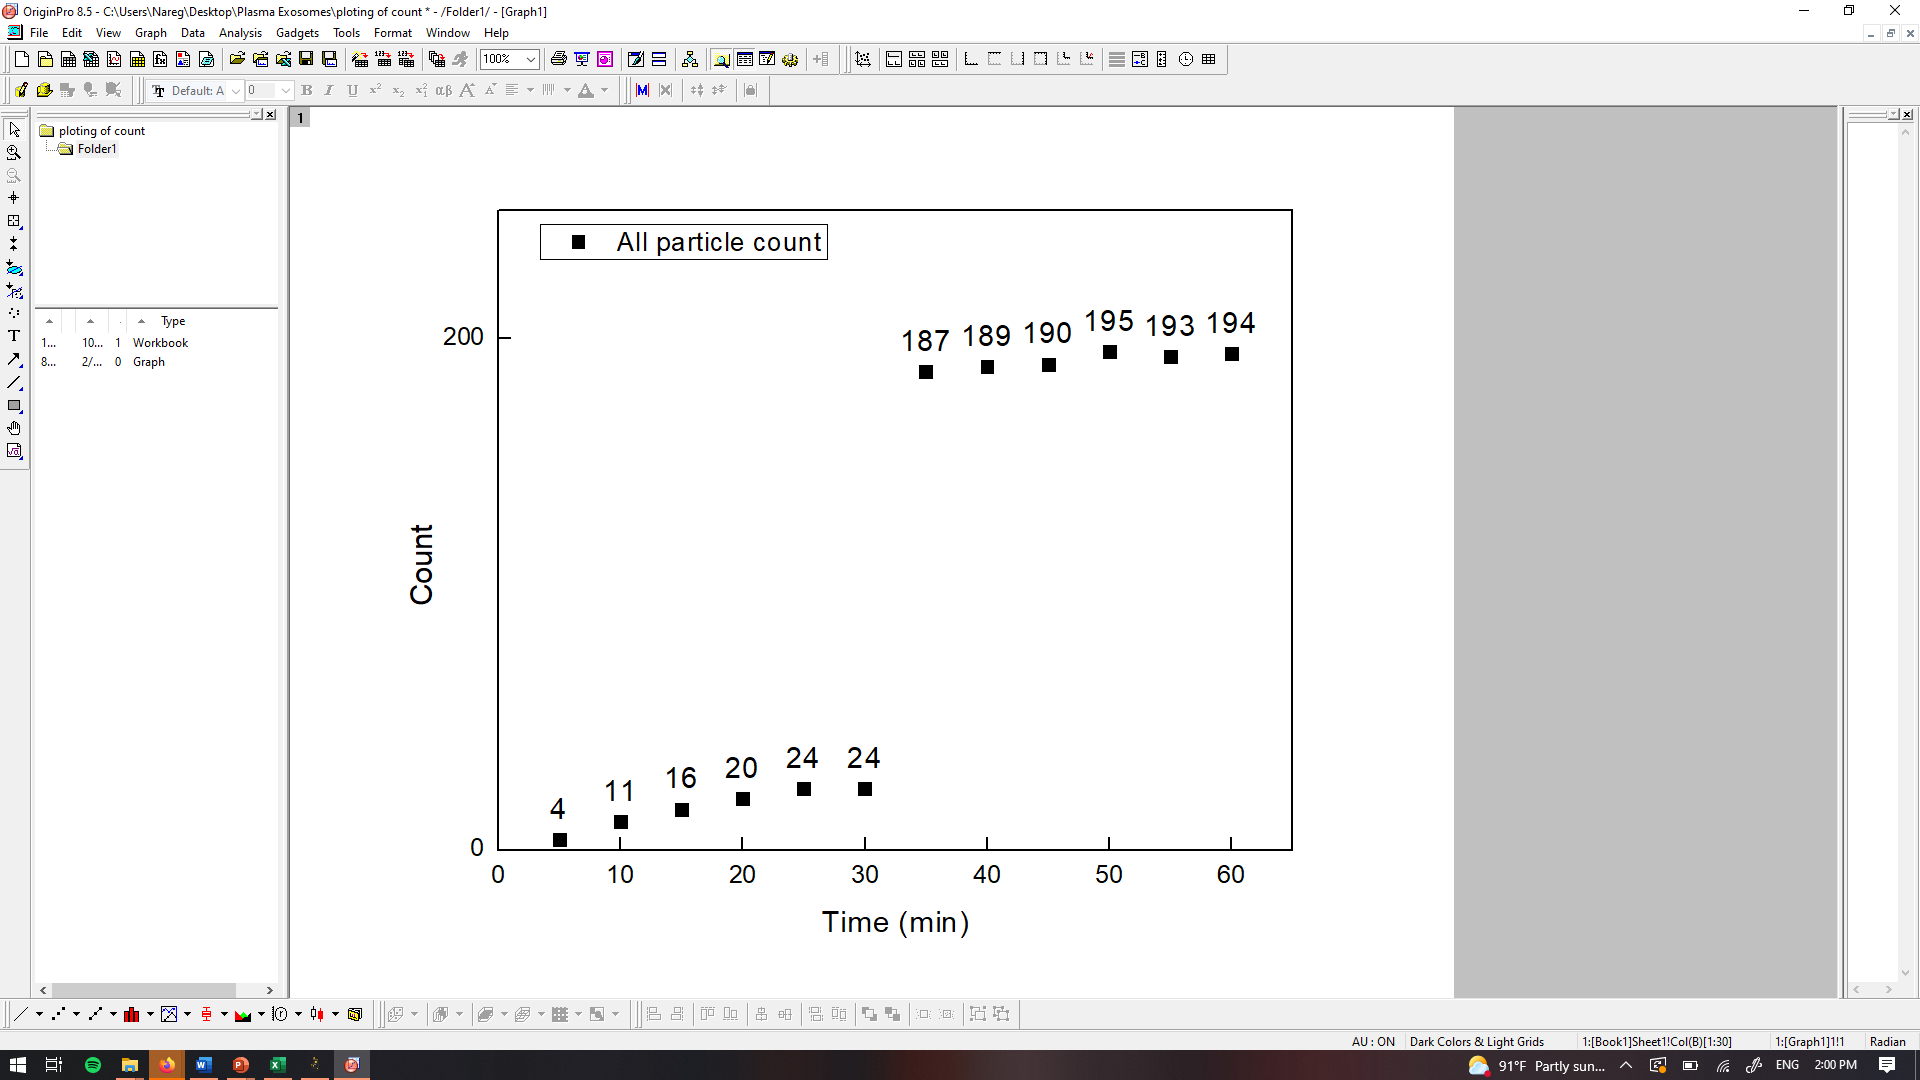 OriginPro 8.5 - C:\Users\Nareg\Desktop\Plasma Exosomes\ploting of count * - /Folder1/ - [Graph1]
File Edit View Graph Data Analysis Gadgets Tools Format Window Help
100%
Default: A 0 B I U
ploting of count
Folder1
Type
1... 10... 1 Workbook
8... 2/... 0 Graph
1
All particle count
200
187 189 190 195 193 194
Count
4 11 16 20 24 24
0
0 10 20 30 40 50 60
Time (min)
AU : ON Dark Colors & Light Grids 1:[Book1]Sheet1!Col(B)[1:30] 1:[Graph1]1!1 Radian
91°F Partly sun... ENG 2:00 PM